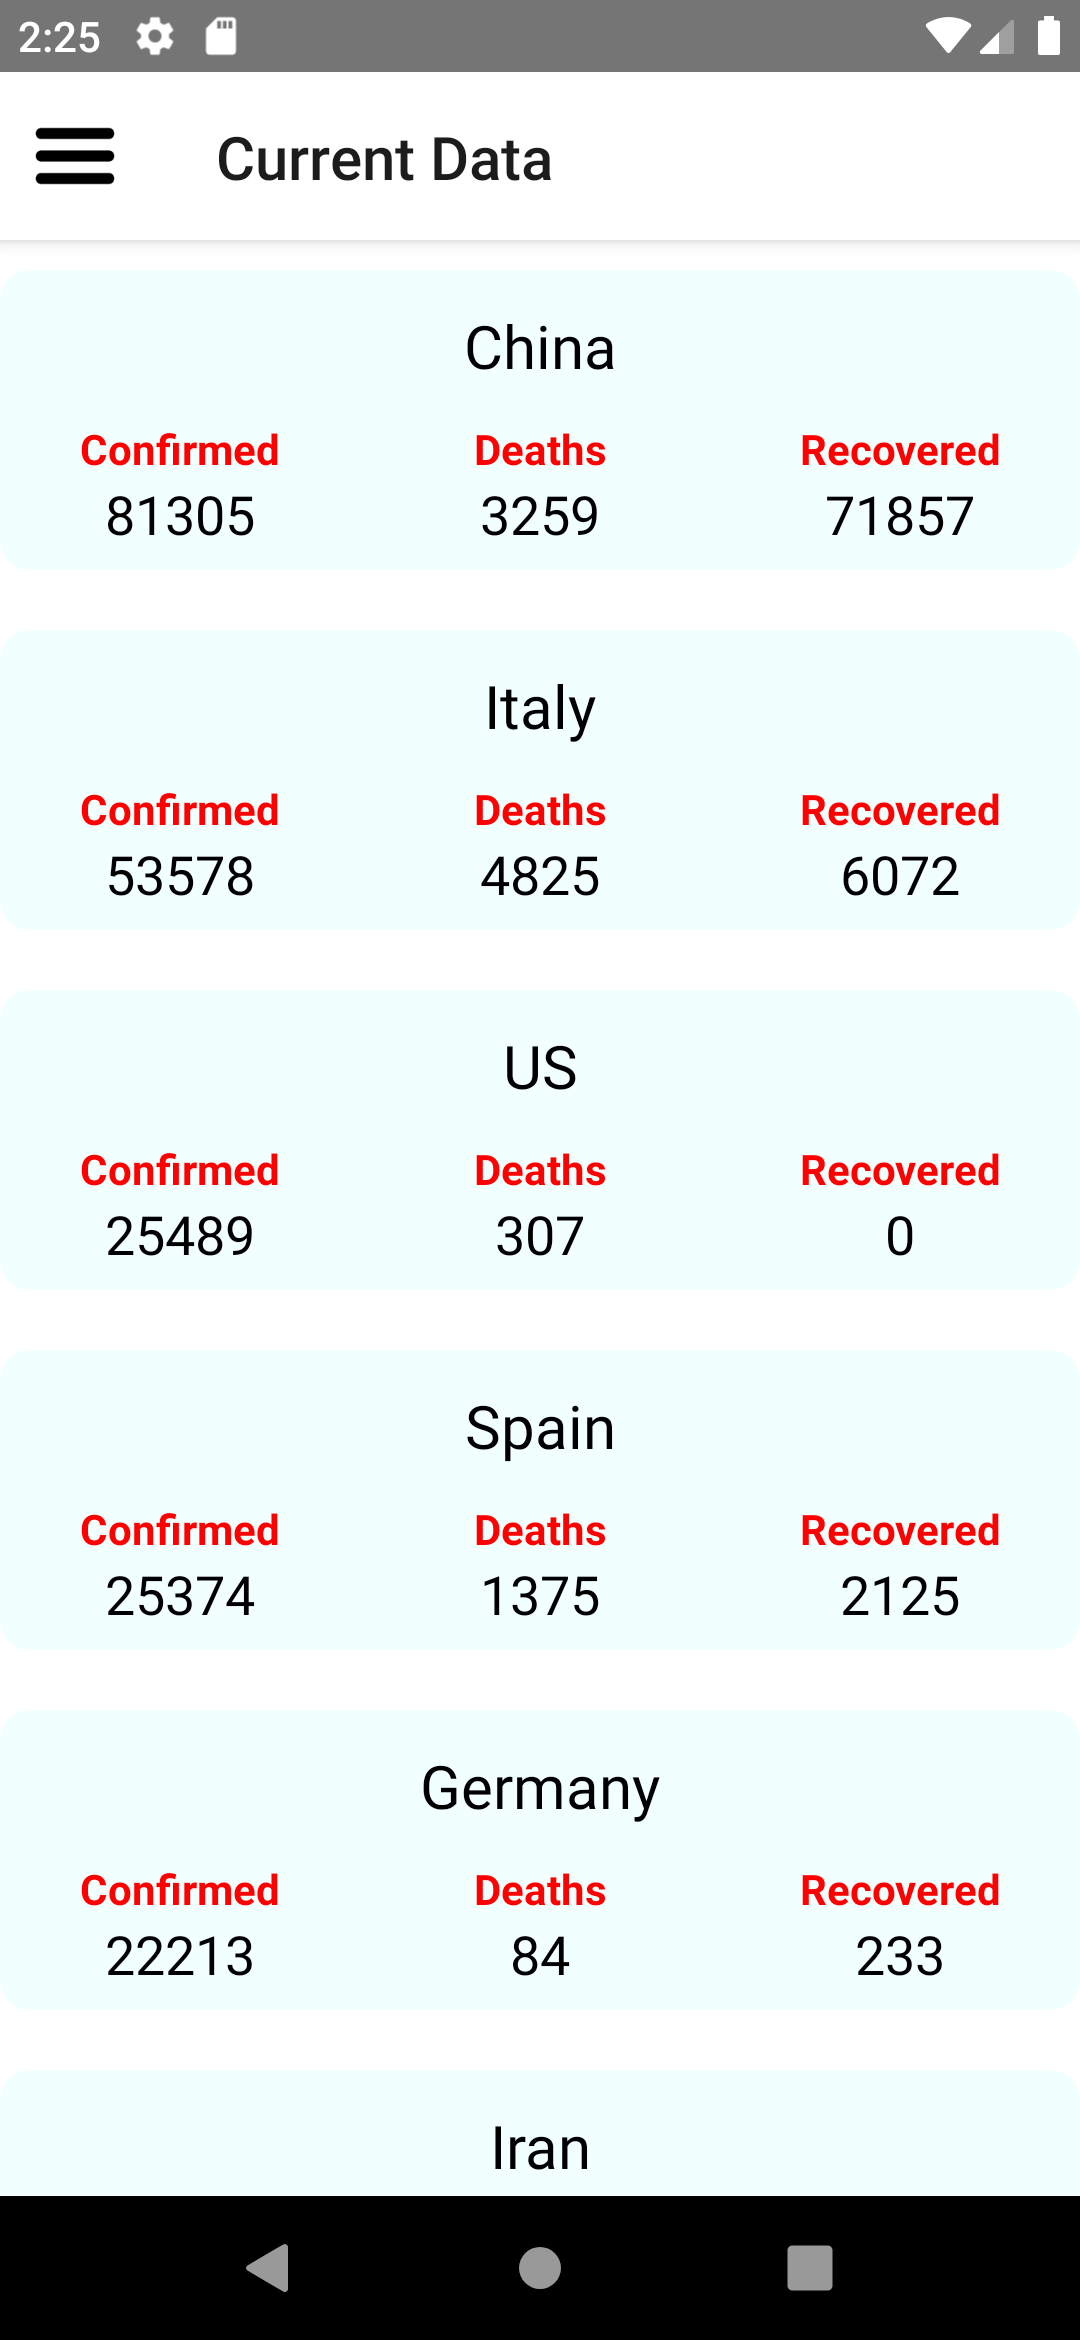 2:25
Current Data
China
Confirmed Deaths Recovered
81305 3259 71857
Italy
Confirmed Deaths Recovered
53578 4825 6072
US
Confirmed Deaths Recovered
25489 307 0
Spain
Confirmed Deaths Recovered
25374 1375 2125
Germany
Confirmed Deaths Recovered
22213 84 233
Iran